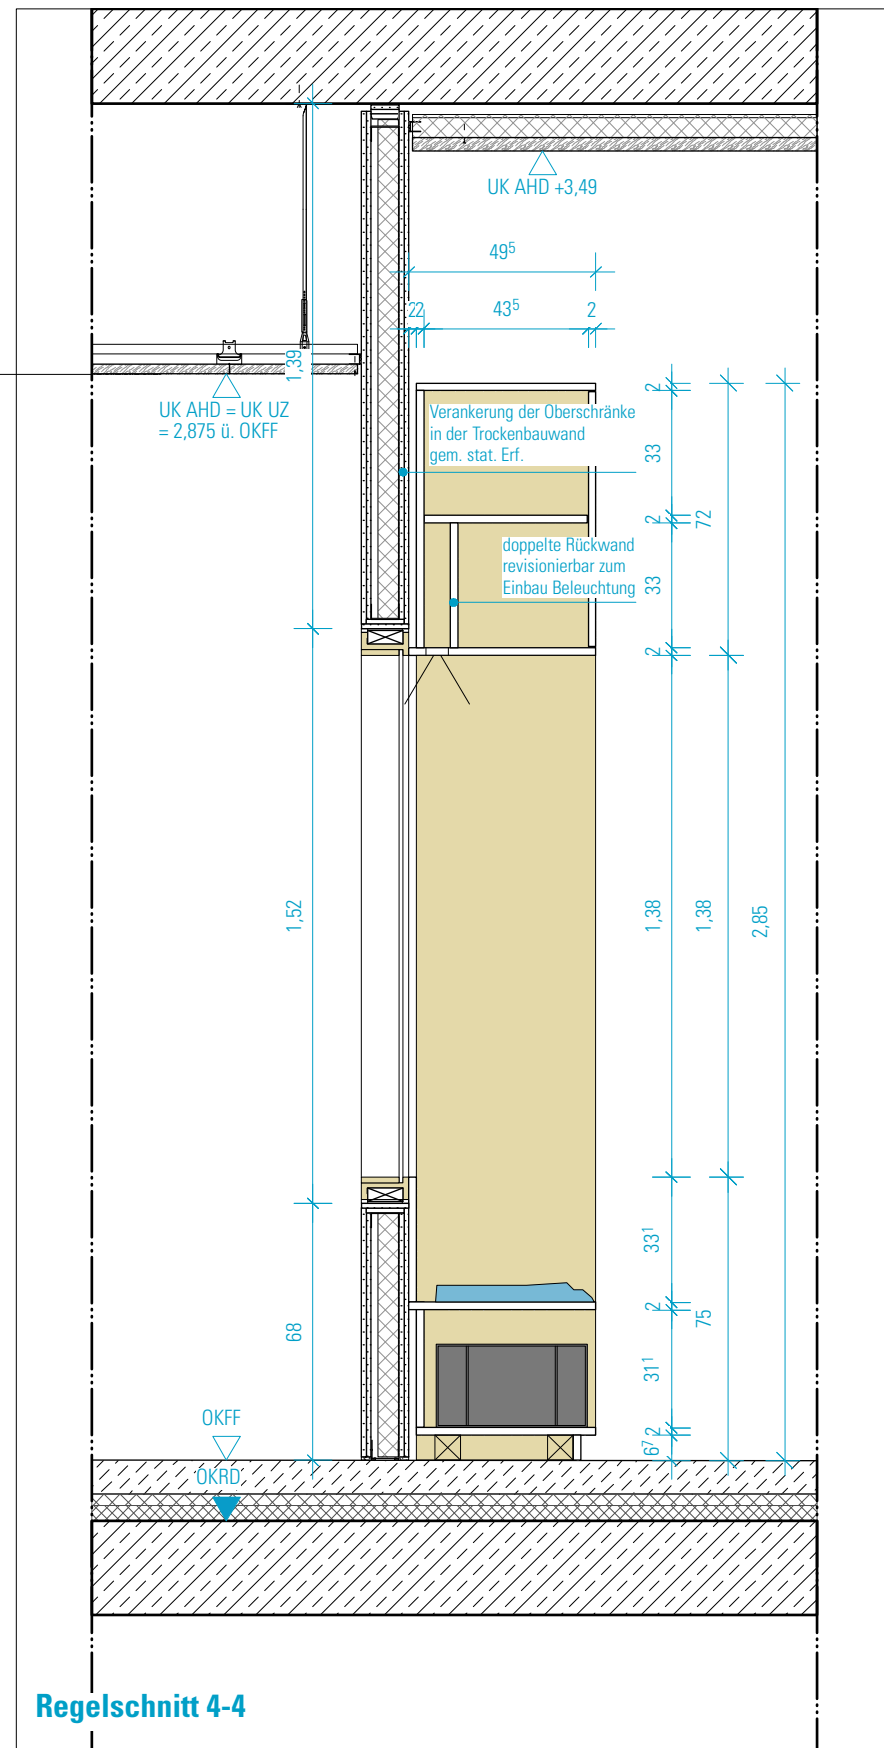 UK AHD +3,49
49⁵
2
2
43⁵
2
1,39
UK AHD = UK UZ
= 2,875 ü. OKFF
Verankerung der Oberschränke
in der Trockenbauwand
gem. stat. Erf.
2
33
2
72
doppelte Rückwand
revisionierbar zum
Einbau Beleuchtung
33
2
1,52
1,38
1,38
2,85
33¹
2
75
68
31¹
2
6⁷
OKFF
OKRD
Regelschnitt 4-4